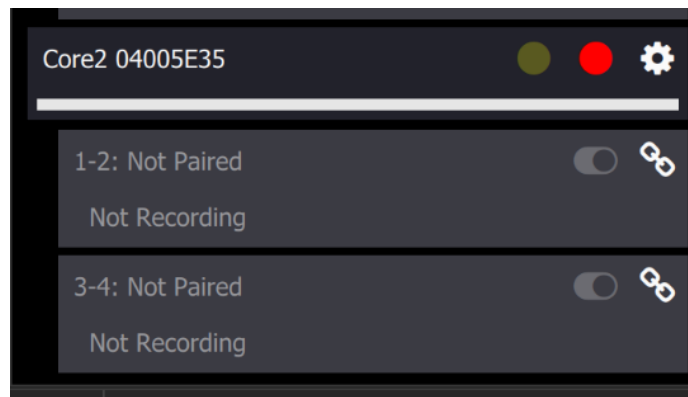 Core2 04005E35
1-2: Not Paired
Not Recording
3-4: Not Paired
Not Recording